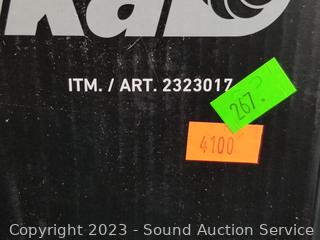 ITM. / ART. 2323017
267.
4100
Copyright 2023 - Sound Auction Service